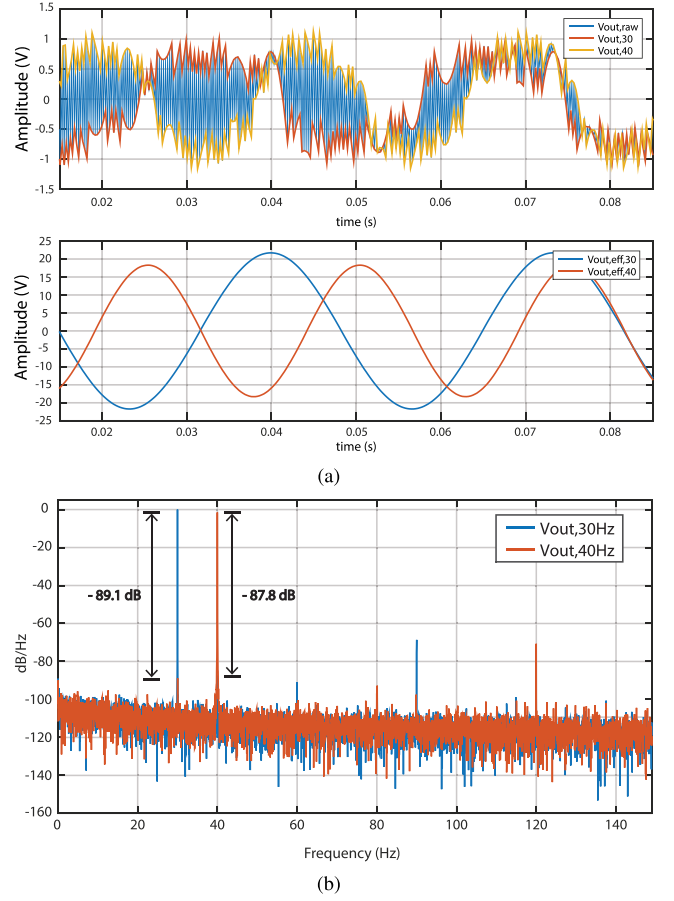 1.5
1
0.5
0
-0.5
-1
-1.5
Amplitude (V)
Vout,raw
Vout,30
Vout,40
0.02 0.03 0.04 0.05 0.06 0.07 0.08
time (s)
25
20
15
10
5
0
-5
-10
-15
-20
-25
Amplitude (V)
Vout,eff,30
Vout,eff,40
0.02 0.03 0.04 0.05 0.06 0.07 0.08
time (s)
(a)
0
-20
-40
-60
-80
-100
-120
-140
-160
dB/Hz
Vout,30Hz
Vout,40Hz
- 89.1 dB
- 87.8 dB
0 20 40 60 80 100 120 140
Frequency (Hz)
(b)